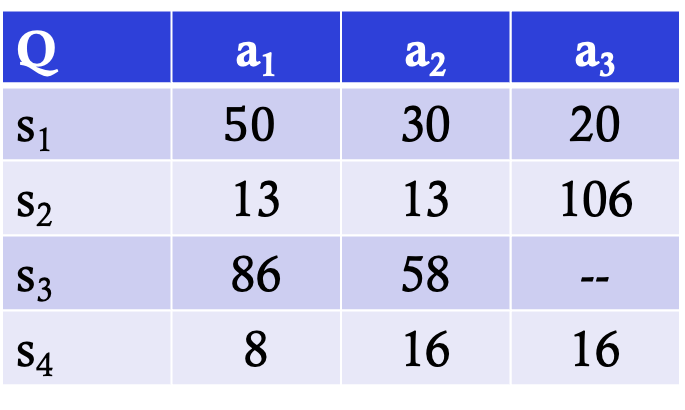 Q a₁ a₂ a₃
s₁ 50 30 20
s₂ 13 13 106
s₃ 86 58 --
s₄ 8 16 16